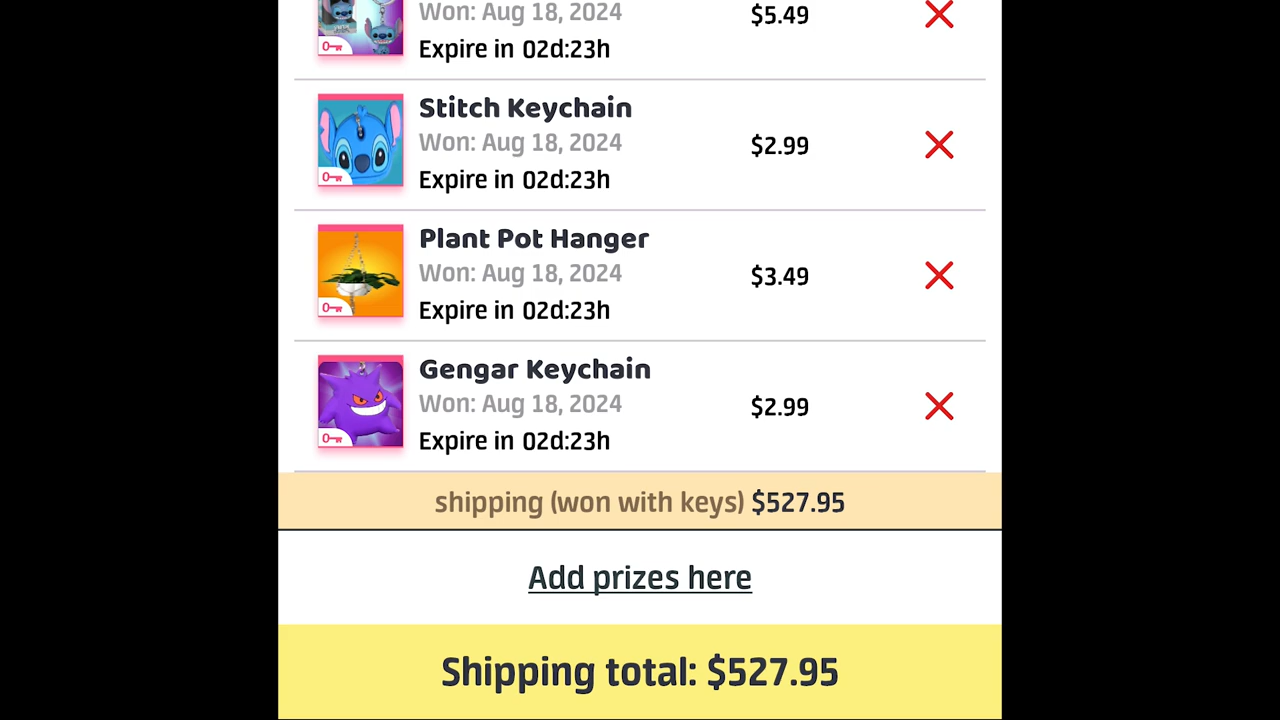 Won: Aug 18, 2024
$5.49
Expire in 02d:23h
Stitch Keychain
Won: Aug 18, 2024
$2.99
Expire in 02d:23h
Plant Pot Hanger
Won: Aug 18, 2024
$3.49
Expire in 02d:23h
Gengar Keychain
Won: Aug 18, 2024
$2.99
Expire in 02d:23h
shipping (won with keys) $527.95
Add prizes here
Shipping total: $527.95